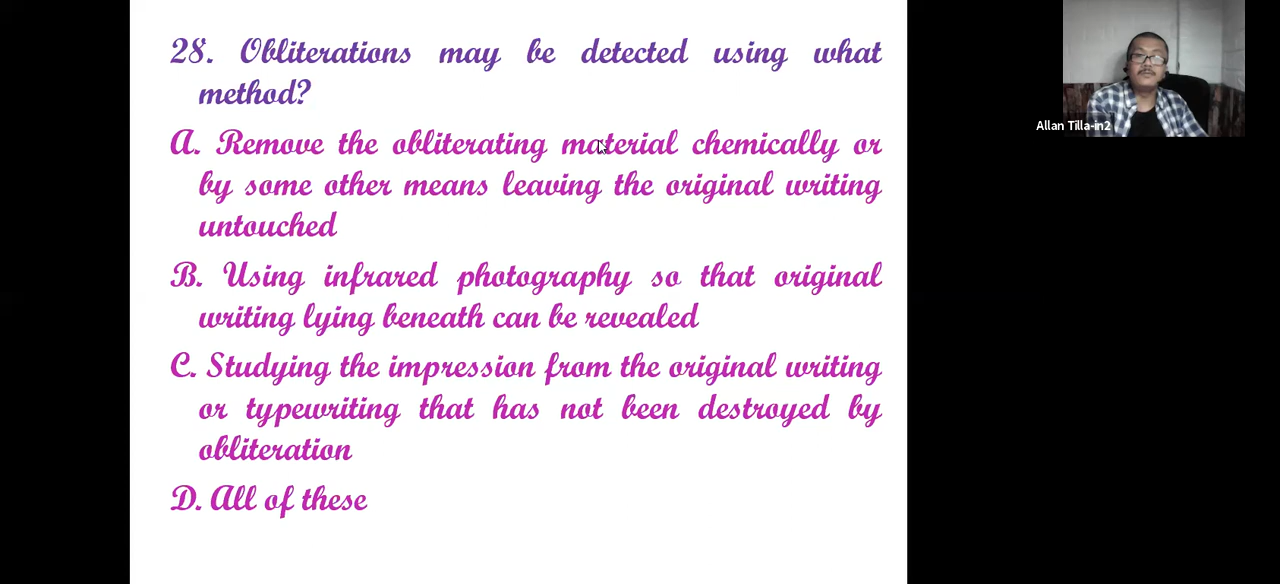 28. Obliterations may be detected using what
method?
A. Remove the obliterating material chemically or
by some other means leaving the original writing
untouched
B. Using infrared photography so that original
writing lying beneath can be revealed
C. Studying the impression from the original writing
or typewriting that has not been destroyed by
obliteration
D. All of these
Allan Tilla-in2